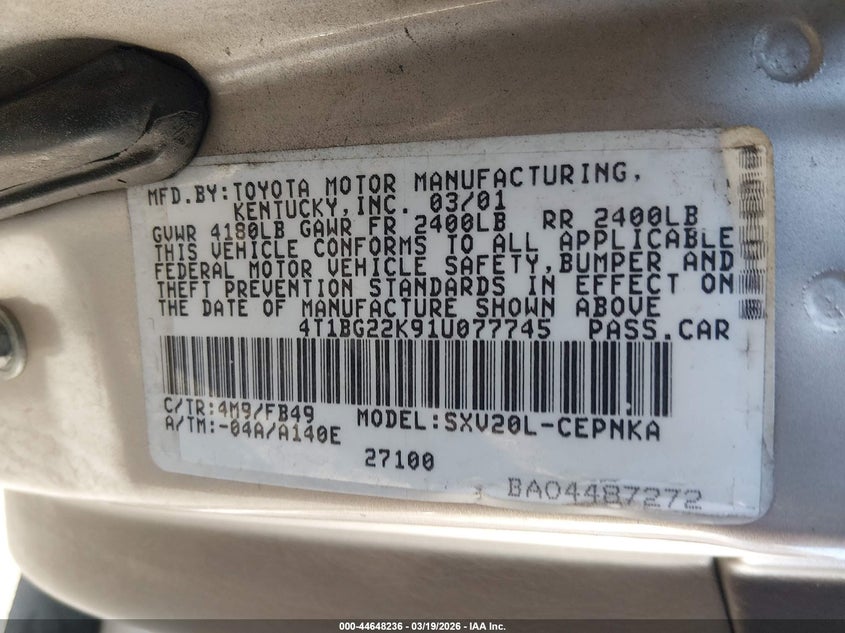 MFD.BY:TOYOTA MOTOR MANUFACTURING,
KENTUCKY,INC. 03/01
GVWR 4180LB GAWR FR 2400LB RR 2400LB
THIS VEHICLE CONFORMS TO ALL APPLICABLE
FEDERAL MOTOR VEHICLE SAFETY,BUMPER AND
THEFT PREVENTION STANDARDS IN EFFECT ON
THE DATE OF MANUFACTURE SHOWN ABOVE
4T1BG22K91U077745 PASS.CAR
C/TR:4M9/FB49 MODEL:SXV20L-CEPNKA
A/TM:-04A/A140E
27100
BA04487272
000-44648236 - 03/19/2026 - IAA Inc.